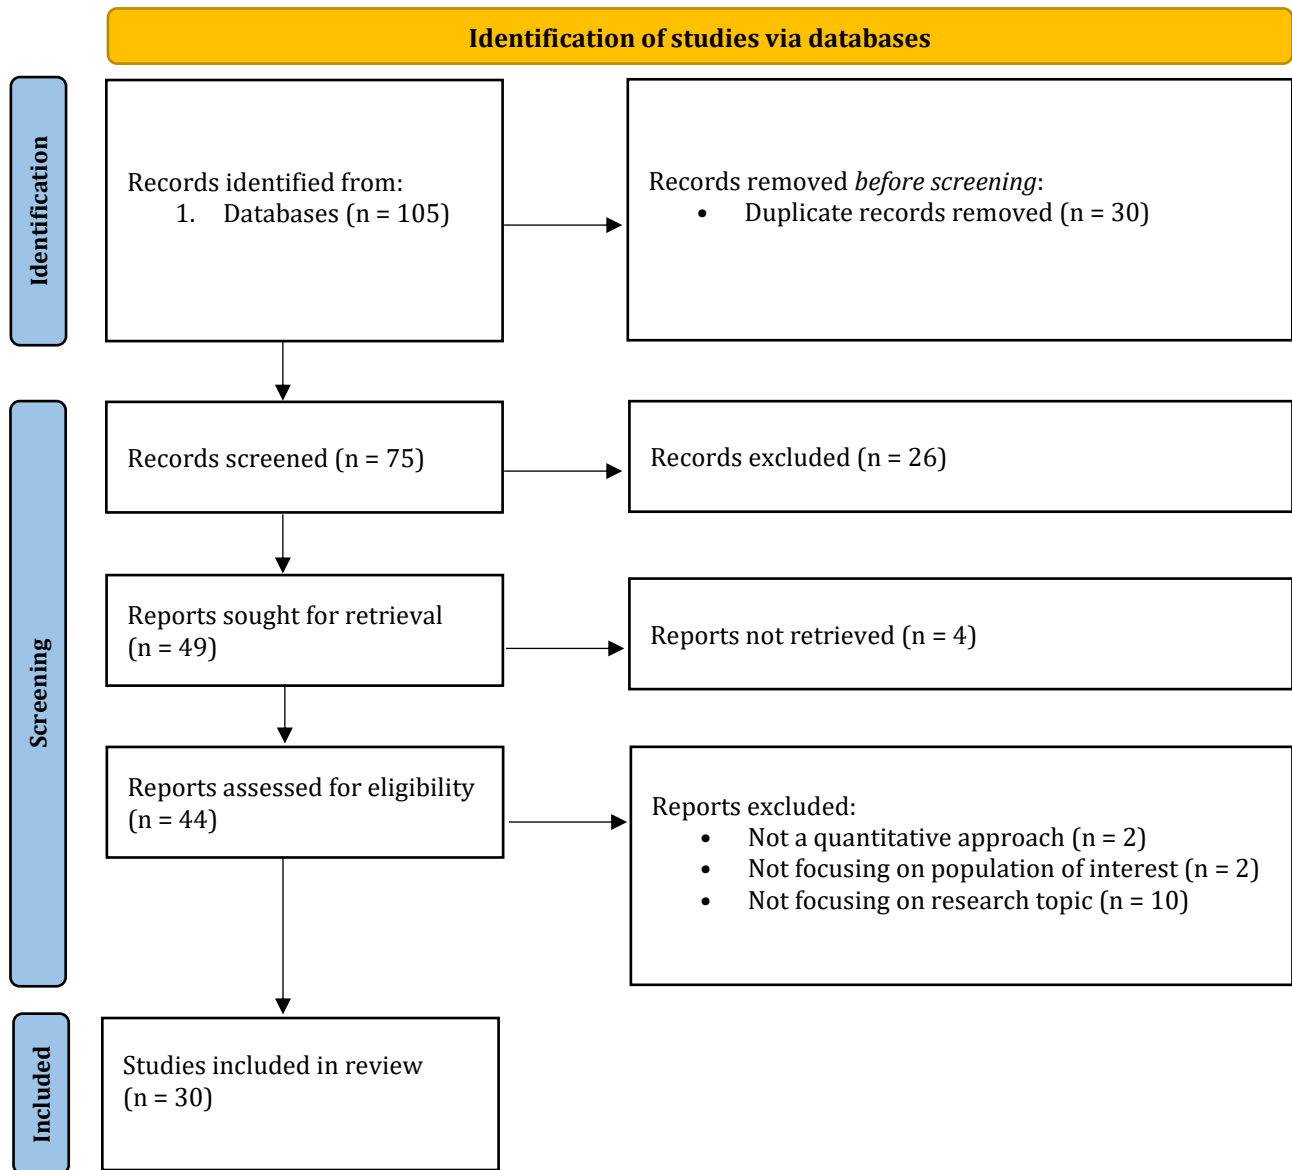 Identification of studies via databases
Identification
Records identified from:
1. Databases (n = 105)
Records removed before screening:
• Duplicate records removed (n = 30)
Screening
Records screened (n = 75)
Records excluded (n = 26)
Reports sought for retrieval
(n = 49)
Reports not retrieved (n = 4)
Reports assessed for eligibility
(n = 44)
Reports excluded:
• Not a quantitative approach (n = 2)
• Not focusing on population of interest (n = 2)
• Not focusing on research topic (n = 10)
Included
Studies included in review
(n = 30)